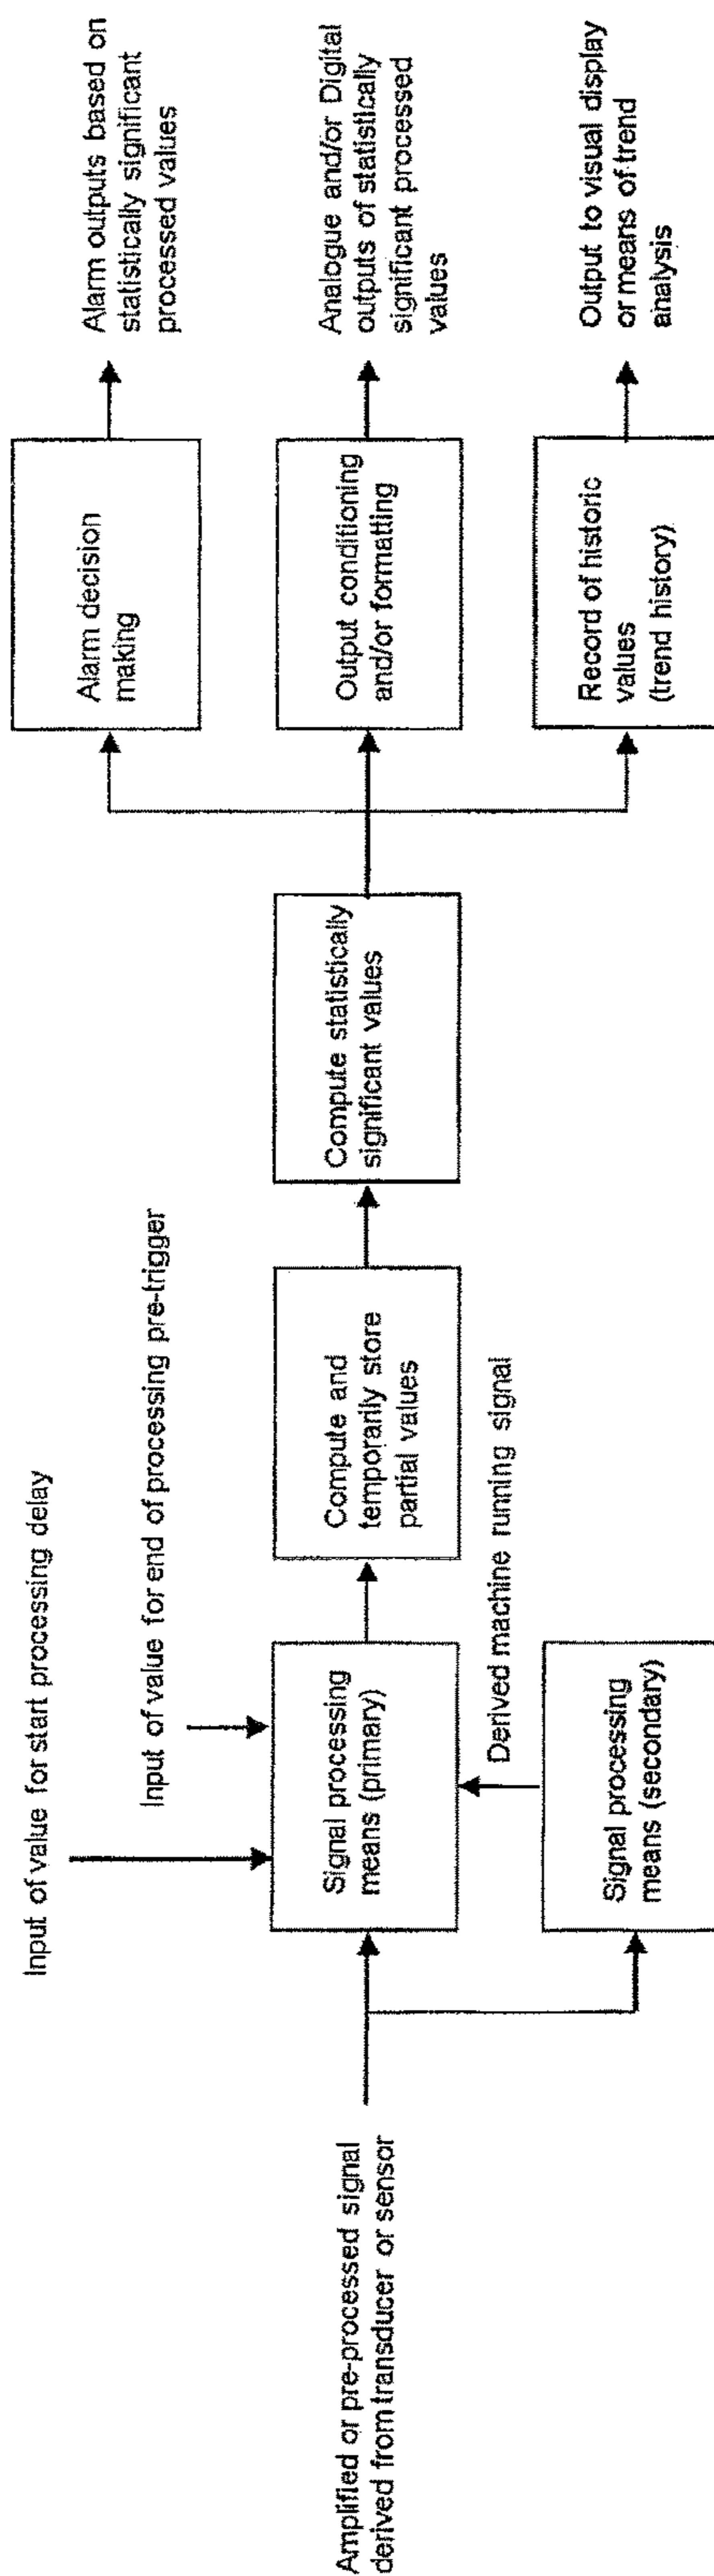 Input of value for start processing delay
Input of value for end of processing pre-trigger
Amplified or pre-processed signal
derived from transducer or sensor
Signal processing
means (primary)
Derived machine running signal
Signal processing
means (secondary)
Compute and
temporarily store
partial values
Compute statistically
significant values
Alarm decision
making
Output conditioning
and/or formatting
Record of historic
values
(trend history)
Alarm outputs based on
statistically significant
processed values
Analogue and/or Digital
outputs of statistically
significant processed
values
Output to visual display
or means of trend
analysis